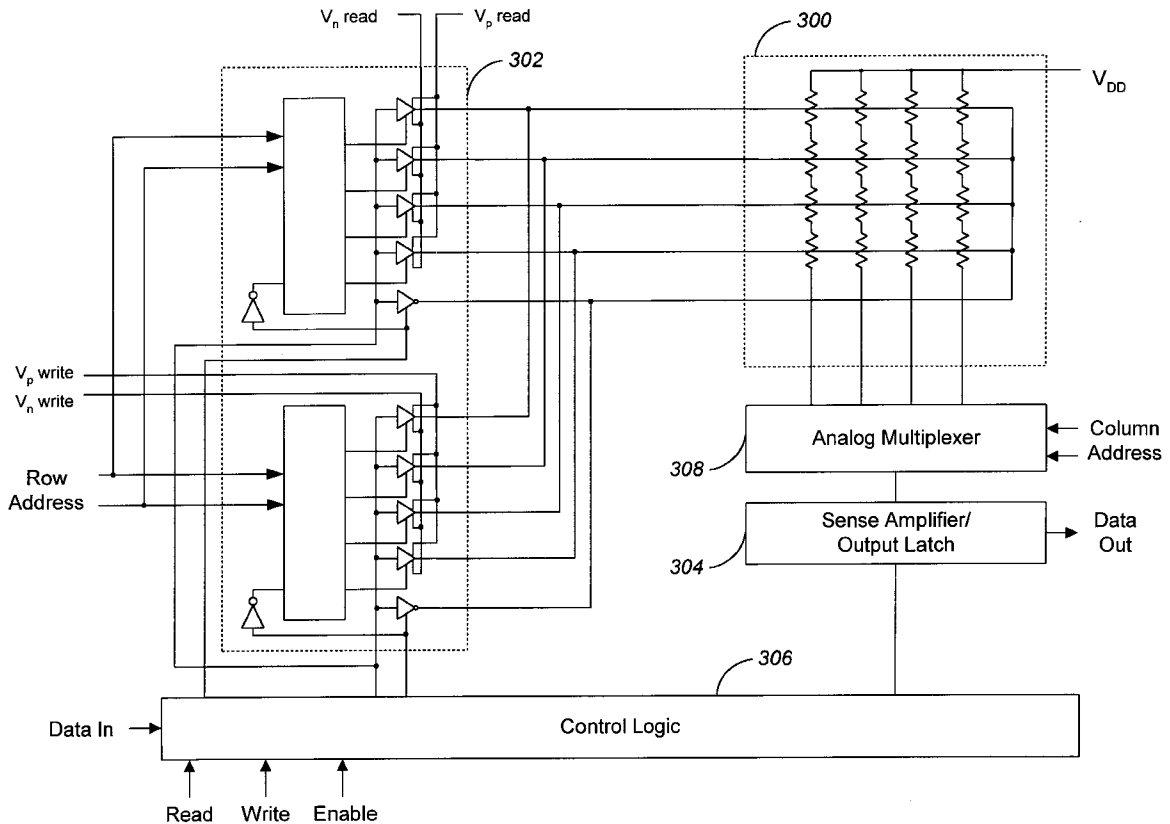 Vn read
Vp read
302
300
VDD
Vp write
Vn write
Row
Address
Analog Multiplexer
308
Column
Address
Sense Amplifier/
Output Latch
304
Data
Out
306
Data In
Control Logic
Read
Write
Enable